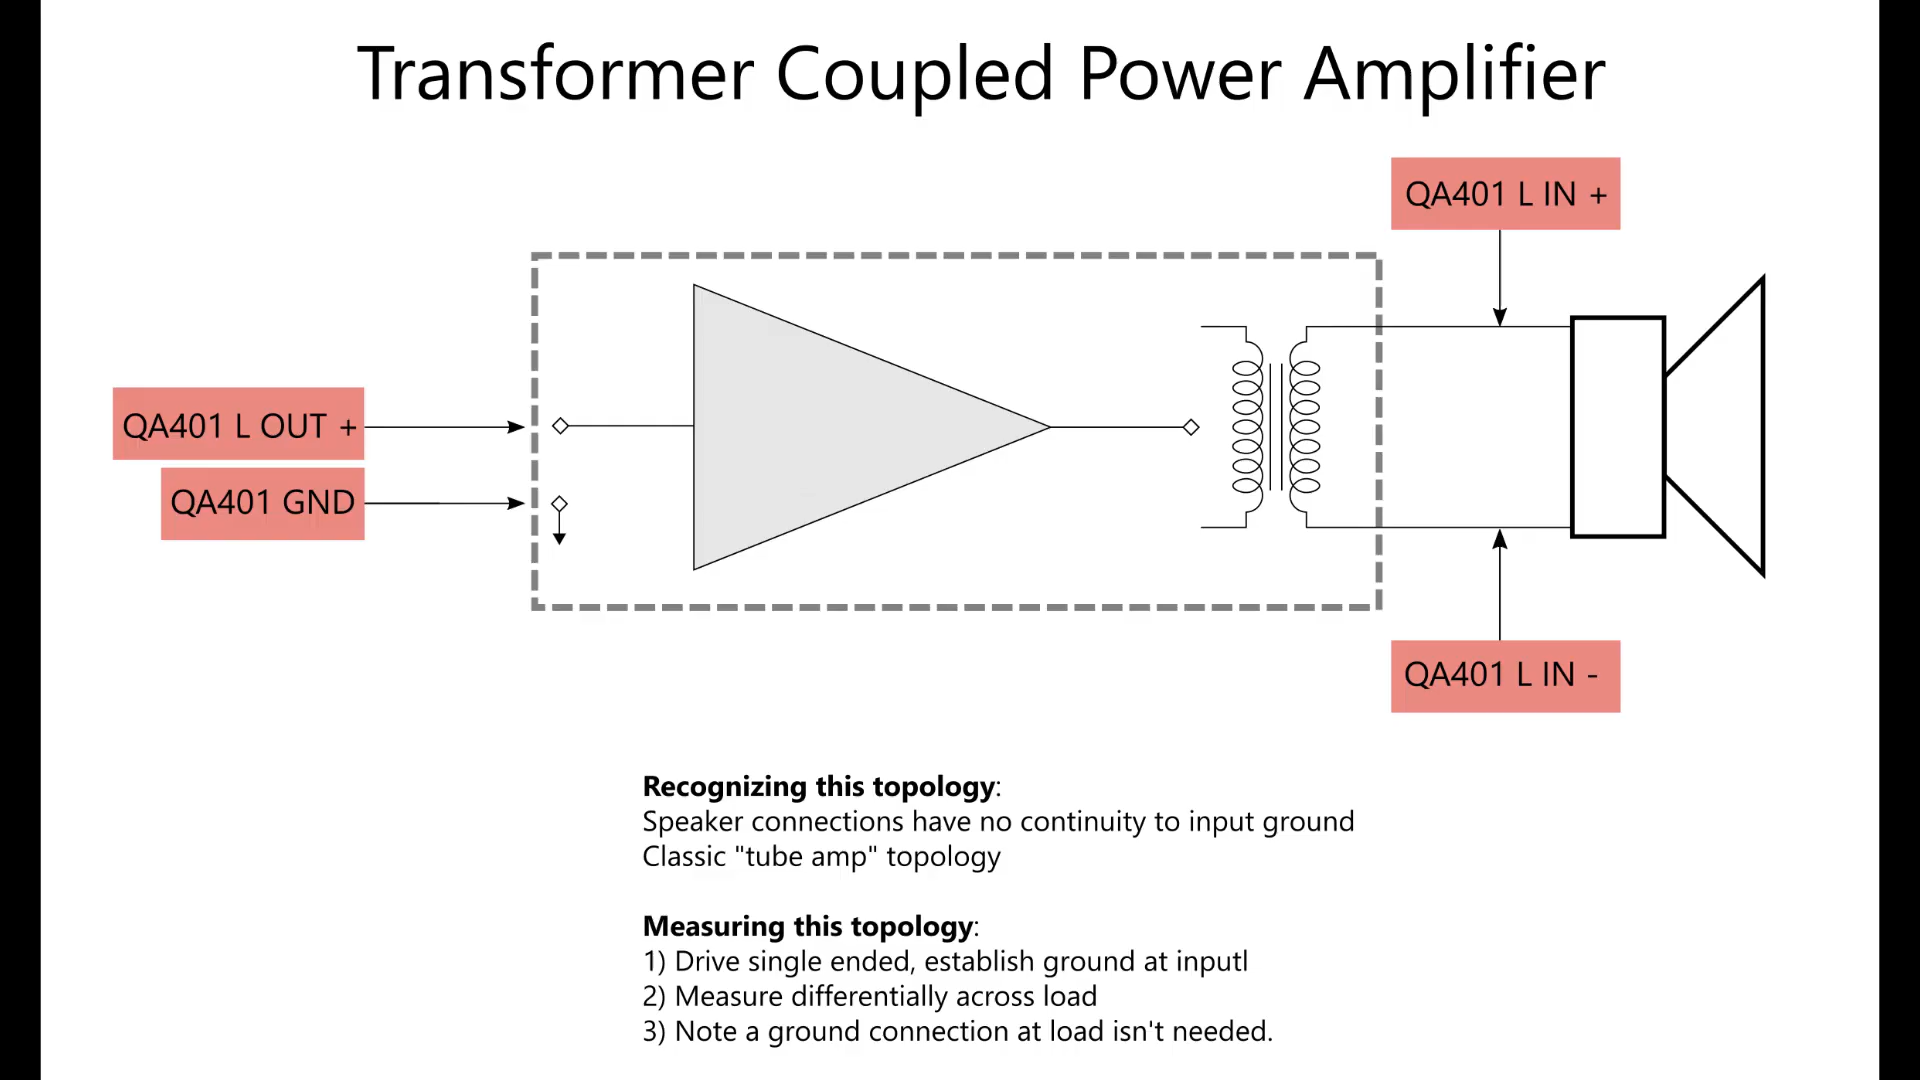 Transformer Coupled Power Amplifier
QA401 L IN +
QA401 L OUT +
QA401 GND
QA401 L IN -
Recognizing this topology:
Speaker connections have no continuity to input ground
Classic "tube amp" topology
Measuring this topology:
1) Drive single ended, establish ground at inputl
2) Measure differentially across load
3) Note a ground connection at load isn't needed.